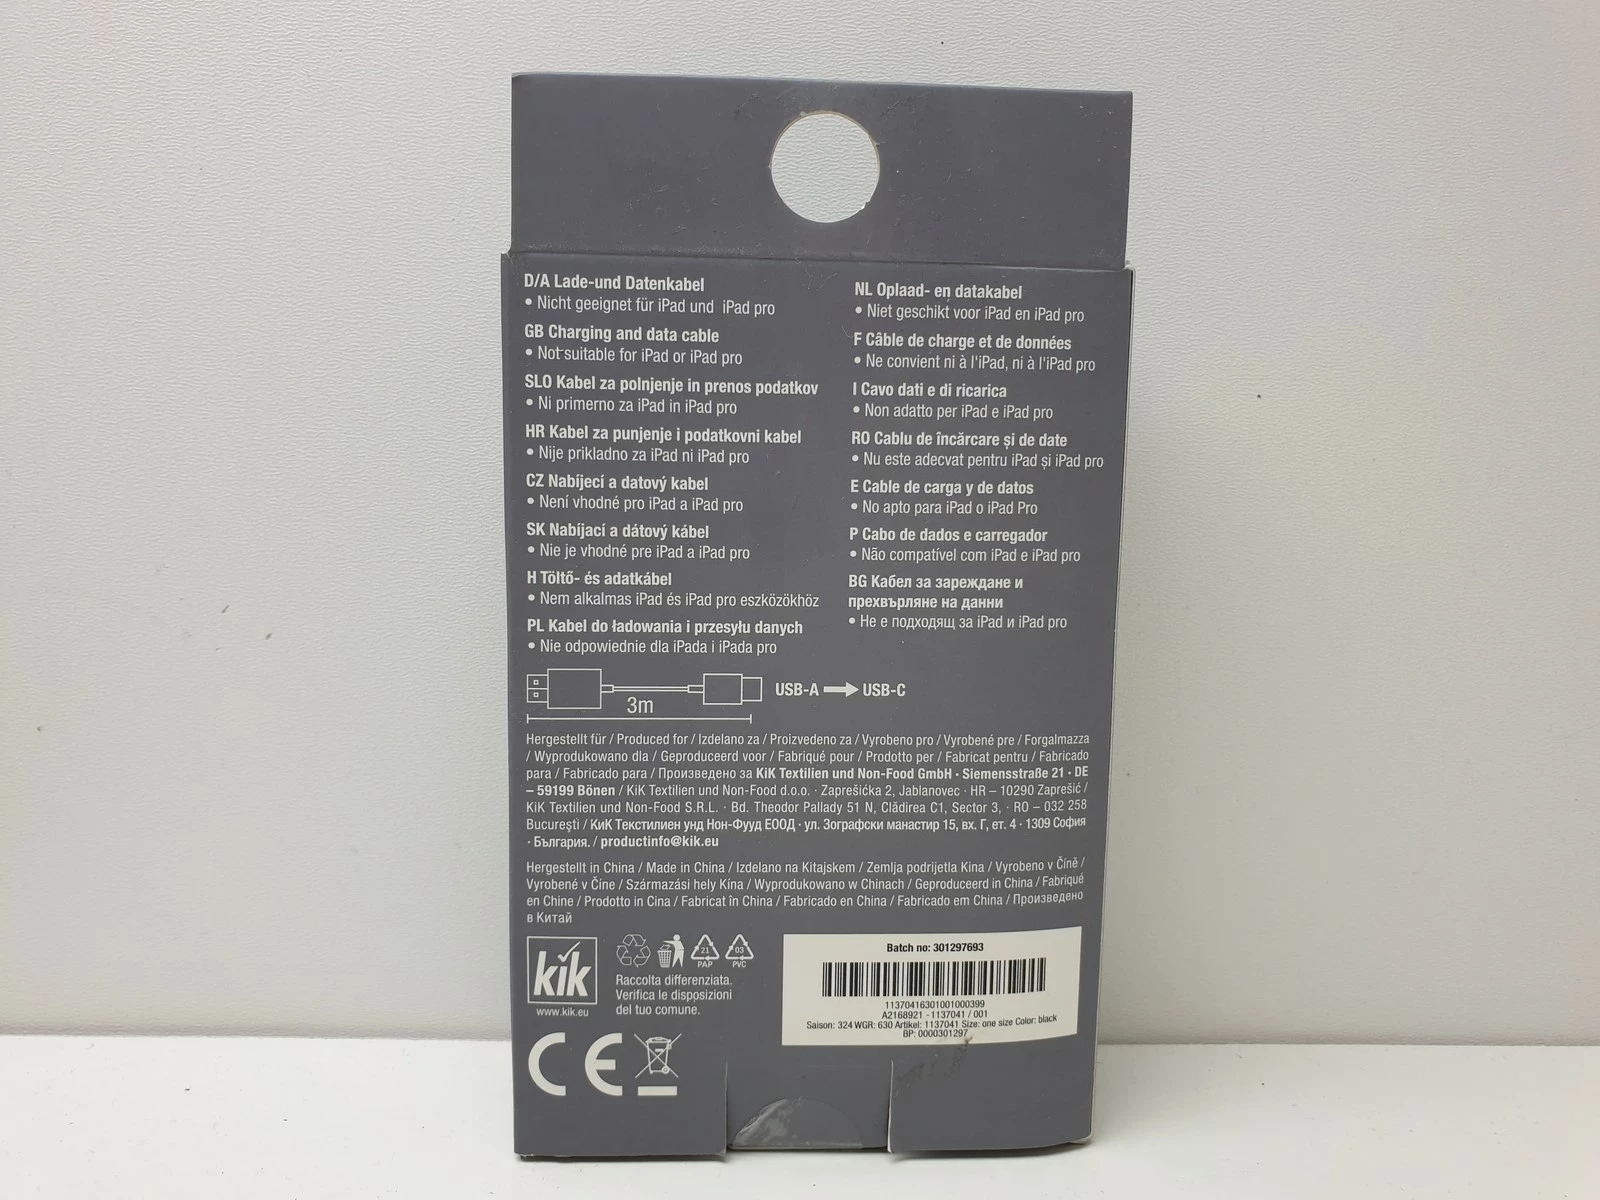 D/A Lade-und Datenkabel
• Nicht geeignet für iPad und iPad pro
GB Charging and data cable
• Not suitable for iPad or iPad pro
SLO Kabel za polnjenje in prenos podatkov
• Ni primerno za iPad in iPad pro
HR Kabel za punjenje i podatkovni kabel
• Nije prikladno za iPad ni iPad pro
CZ Nabíjecí a datový kabel
• Není vhodné pro iPad a iPad pro
SK Nabíjací a dátový kábel
• Nie je vhodné pre iPad a iPad pro
H Töltő- és adatkábel
• Nem alkalmas iPad és iPad pro eszközökhöz
PL Kabel do ładowania i przesyłu danych
• Nie odpowiednie dla iPada i iPada pro
NL Oplaad- en datakabel
• Niet geschikt voor iPad en iPad pro
F Câble de charge et de données
• Ne convient ni à l'iPad, ni à l'iPad pro
I Cavo dati e di ricarica
• Non adatto per iPad e iPad pro
RO Cablu de încărcare și de date
• Nu este adecvat pentru iPad și iPad pro
E Cable de carga y de datos
• No apto para iPad o iPad Pro
P Cabo de dados e carregador
• Não compatível com iPad e iPad pro
BG Кабел за зареждане и
прехвърляне на данни
• Не е подходящ за iPad и iPad pro
USB-A USB-C
3m
Hergestellt für / Produced for / Izdelano za / Proizvedeno za / Vyrobeno pro / Vyrobené pre / Forgalmazza
/ Wyprodukowano dla / Geproduceerd voor / Fabriqué pour / Prodotto per / Fabricat pentru / Fabricado
para / Fabricado para / Произведено за KiK Textilien und Non-Food GmbH · Siemensstraße 21 · DE
– 59199 Bönen / KiK Textilien und Non-Food d.o.o. · Zaprešićka 2, Jablanovec · HR – 10290 Zaprešić /
KiK Textilien und Non-Food S.R.L. · Bd. Theodor Pallady 51 N, Clădirea C1, Sector 3, · RO – 032 258
București / КиК Текстилиен унд Нон-Фууд ЕООД · ул. Зографски манастир 15, вх. Г, ет. 4 · 1309 София
· България. / productinfo@kik.eu
Hergestellt in China / Made in China / Izdelano na Kitajskem / Zemlja podrijetla Kina / Vyrobeno v Číně /
Vyrobené v Číne / Származási hely Kína / Wyprodukowano w Chinach / Geproduceerd in China / Fabriqué
en Chine / Prodotto in Cina / Fabricat în China / Fabricado en China / Fabricado em China / Произведено
в Китай
kik
www.kik.eu
21
PAP
03
PVC
Raccolta differenziata.
Verifica le disposizioni
del tuo comune.
CE
Batch no: 301297693
11370416301001000399
A2168921 - 1137041 / 001
Saison: 324 WGR: 630 Artikel: 1137041 Size: one size Color: black
BP: 0000301297